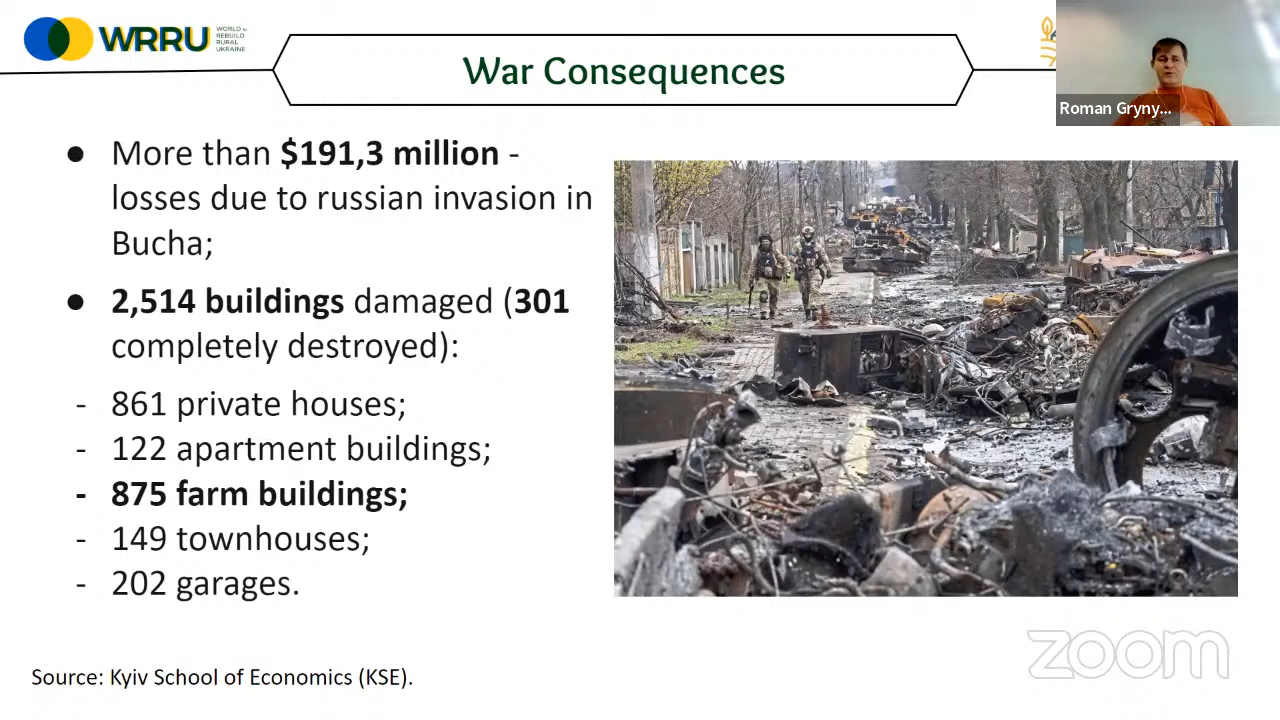 WRRU
WORLD to
REBUILD
RURAL
UKRAINE
War Consequences
Roman Gryny...
● More than $191,3 million -
losses due to russian invasion in
Bucha;
● 2,514 buildings damaged (301
completely destroyed):
- 861 private houses;
- 122 apartment buildings;
- 875 farm buildings;
- 149 townhouses;
- 202 garages.
Source: Kyiv School of Economics (KSE).
zoom